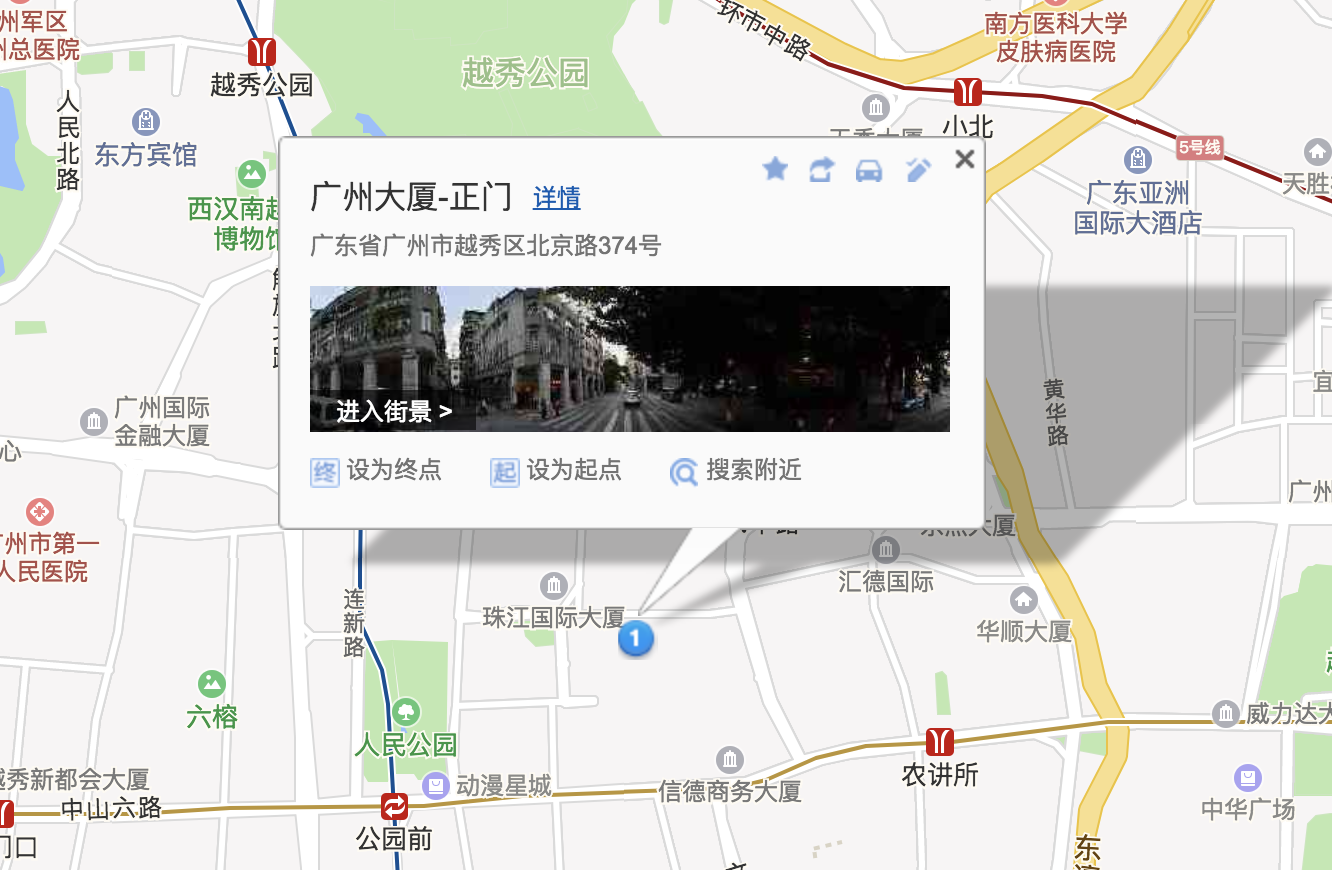 州军区
总医院
越秀公园
越秀公园
环市中路
南方医科大学
皮肤病医院
小北
5号线
人民北路
东方宾馆
西汉南越
博物馆
广东亚洲
国际大酒店
天胜
广州大厦-正门 详情
广东省广州市越秀区北京路374号
进入街景 >
终 设为终点
起 设为起点
搜索附近
广州国际
金融大厦
心
黄华路
宜
广州
州市第一
人民医院
连新路
珠江国际大厦
1
汇德国际
华顺大厦
六榕
人民公园
威力达大
越秀新都会大厦
中山六路
动漫星城
信德商务大厦
农讲所
中华广场
公园前
门口
东